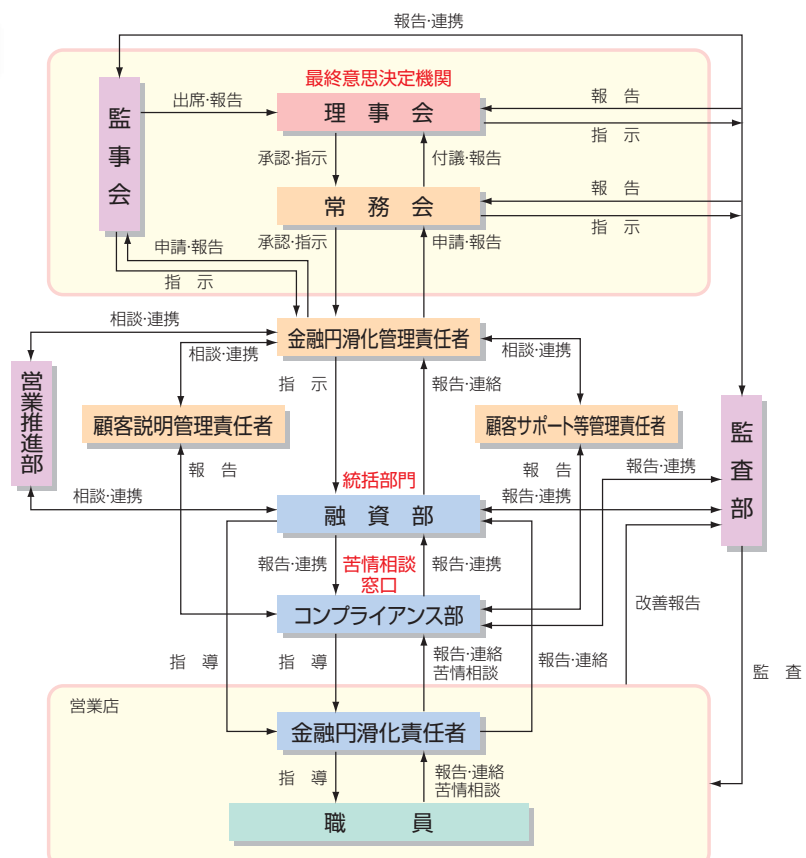 報告・連携
最終意思決定機関
監事会
出席・報告
理事会
報告
指示
承認・指示
付議・報告
常務会
報告
指示
申請・報告
指示
承認・指示
申請・報告
相談・連携
金融円滑化管理責任者
相談・連携
相談・連携
営業推進部
顧客説明管理責任者
指示
報告・連絡
顧客サポート等管理責任者
監査部
報告
統括部門
報告
報告・連携
相談・連携
融資部
報告・連携
報告・連携
苦情相談
窓口
報告・連携
コンプライアンス部
改善報告
指導
指導
報告・連絡
苦情相談
報告・連絡
監査
営業店
金融円滑化責任者
指導
報告・連絡
苦情相談
職員